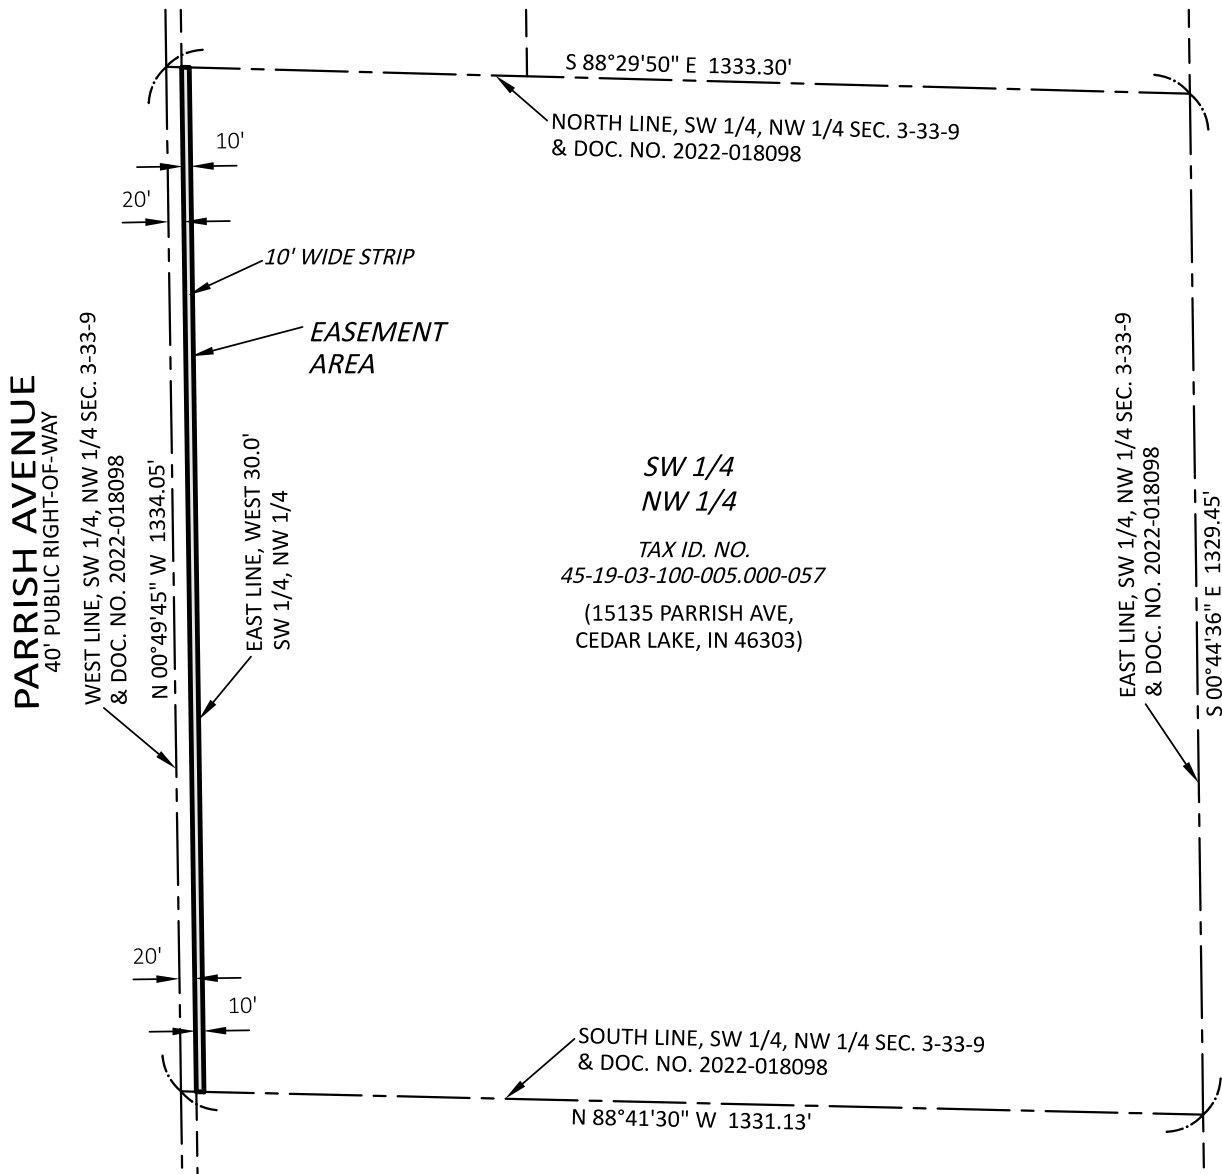 S 88°29'50" E  1333.30'
NORTH LINE, SW 1/4, NW 1/4 SEC. 3-33-9
& DOC. NO. 2022-018098
10'
20'
10' WIDE STRIP
EASEMENT
AREA
PARRISH AVENUE
40' PUBLIC RIGHT-OF-WAY
WEST LINE, SW 1/4, NW 1/4 SEC. 3-33-9
& DOC. NO. 2022-018098
N 00°49'45" W  1334.05'
EAST LINE, WEST 30.0'
SW 1/4, NW 1/4
SW 1/4
NW 1/4
TAX ID. NO.
45-19-03-100-005.000-057
(15135 PARRISH AVE,
CEDAR LAKE, IN 46303)
EAST LINE, SW 1/4, NW 1/4 SEC. 3-33-9
& DOC. NO. 2022-018098
S 00°44'36" E  1329.45'
20'
10'
SOUTH LINE, SW 1/4, NW 1/4 SEC. 3-33-9
& DOC. NO. 2022-018098
N 88°41'30" W  1331.13'